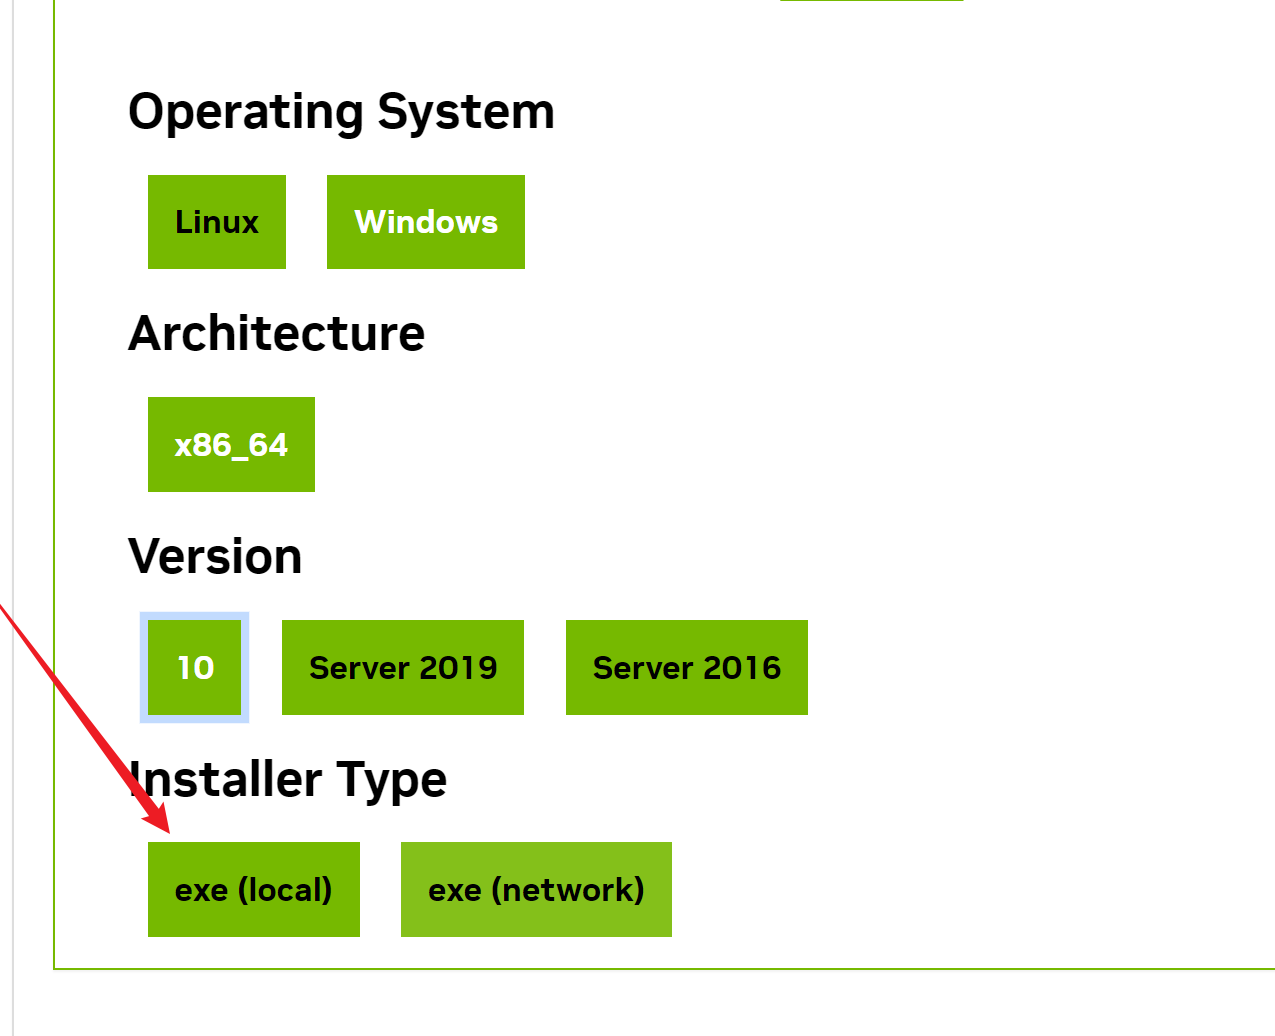 Operating System
Linux Windows
Architecture
x86_64
Version
10 Server 2019 Server 2016
Installer Type
exe (local) exe (network)